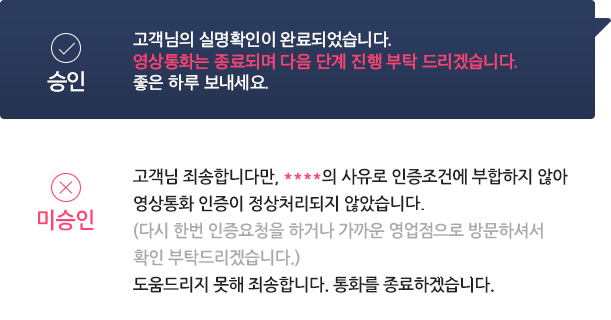 승인
고객님의 실명확인이 완료되었습니다.
영상통화는 종료되며 다음 단계 진행 부탁 드리겠습니다.
좋은 하루 보내세요.
미승인
고객님 죄송합니다만, ****의 사유로 인증조건에 부합하지 않아
영상통화 인증이 정상처리되지 않았습니다.
(다시 한번 인증요청을 하거나 가까운 영업점으로 방문하셔서
확인 부탁드리겠습니다.)
도움드리지 못해 죄송합니다. 통화를 종료하겠습니다.